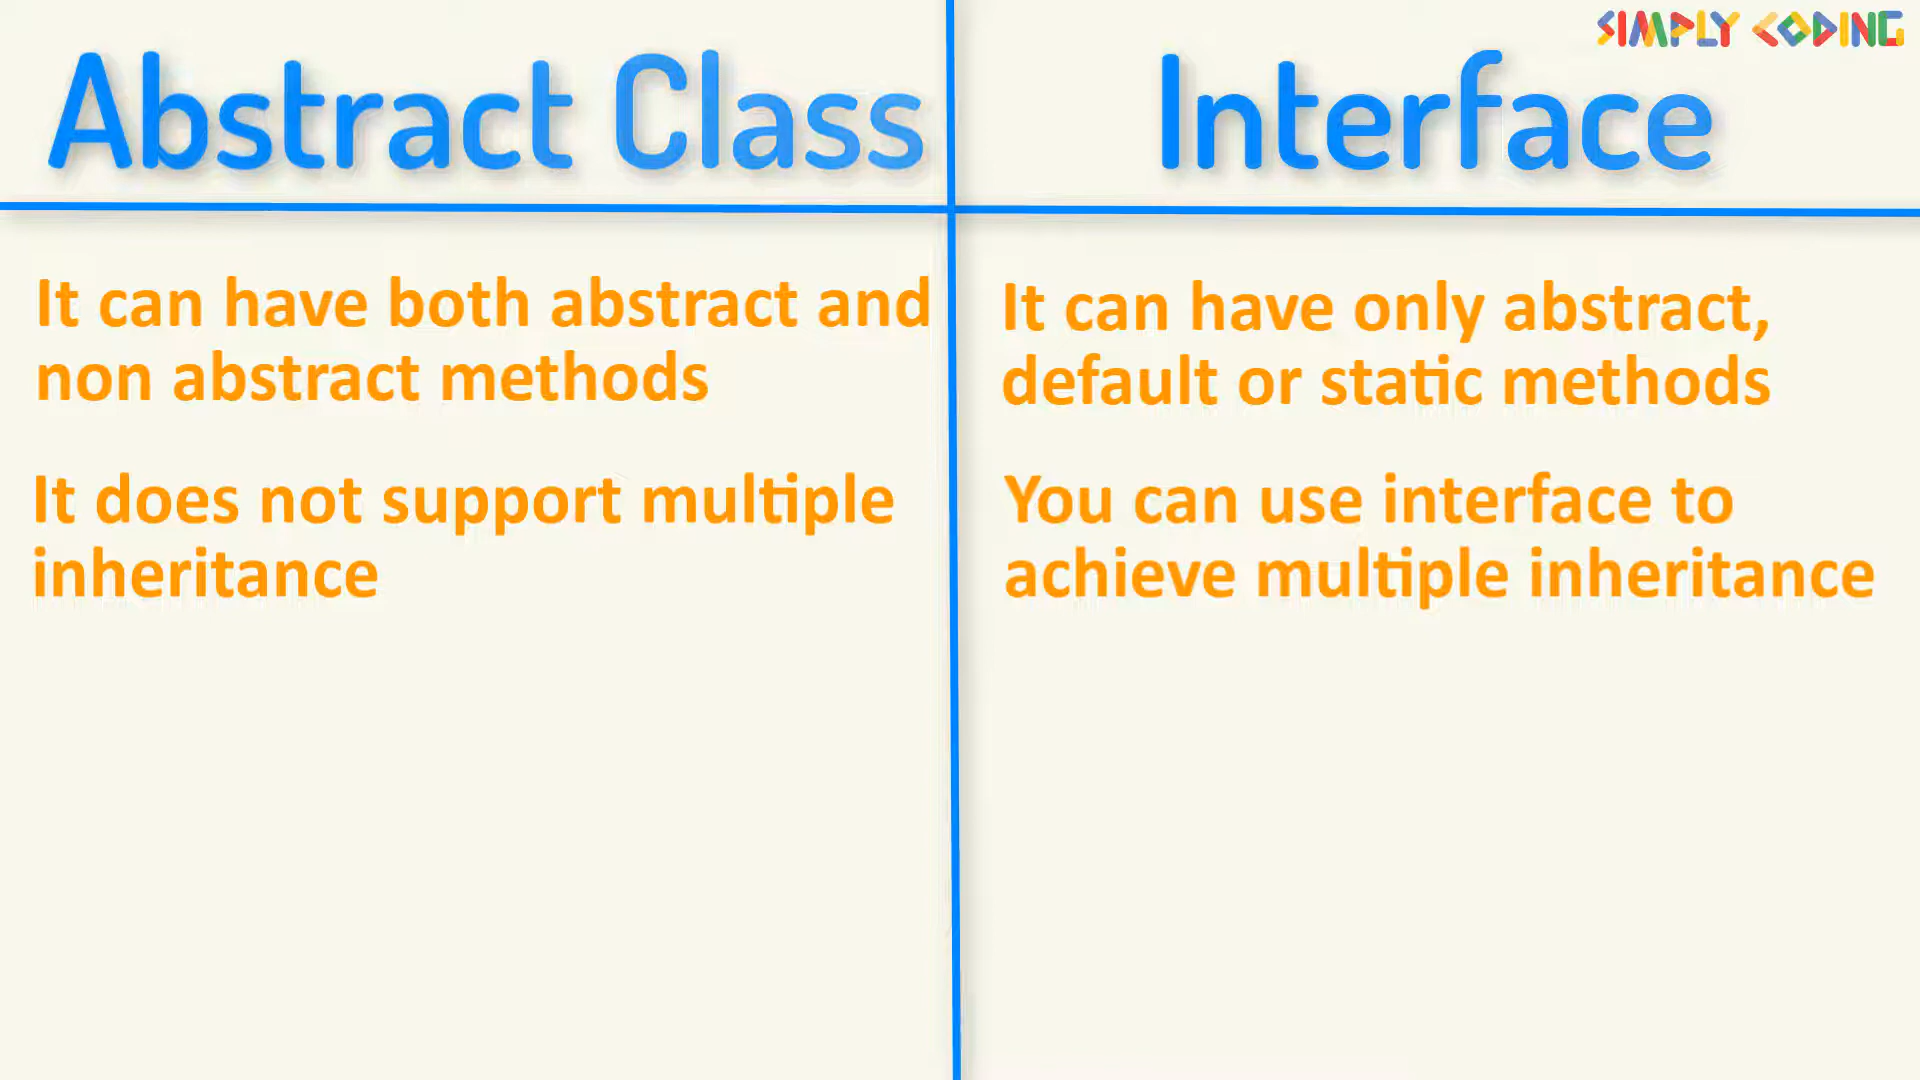 SIMPLY CODING
Abstract Class
Interface
It can have both abstract and
non abstract methods
It can have only abstract,
default or static methods
It does not support multiple
inheritance
You can use interface to
achieve multiple inheritance